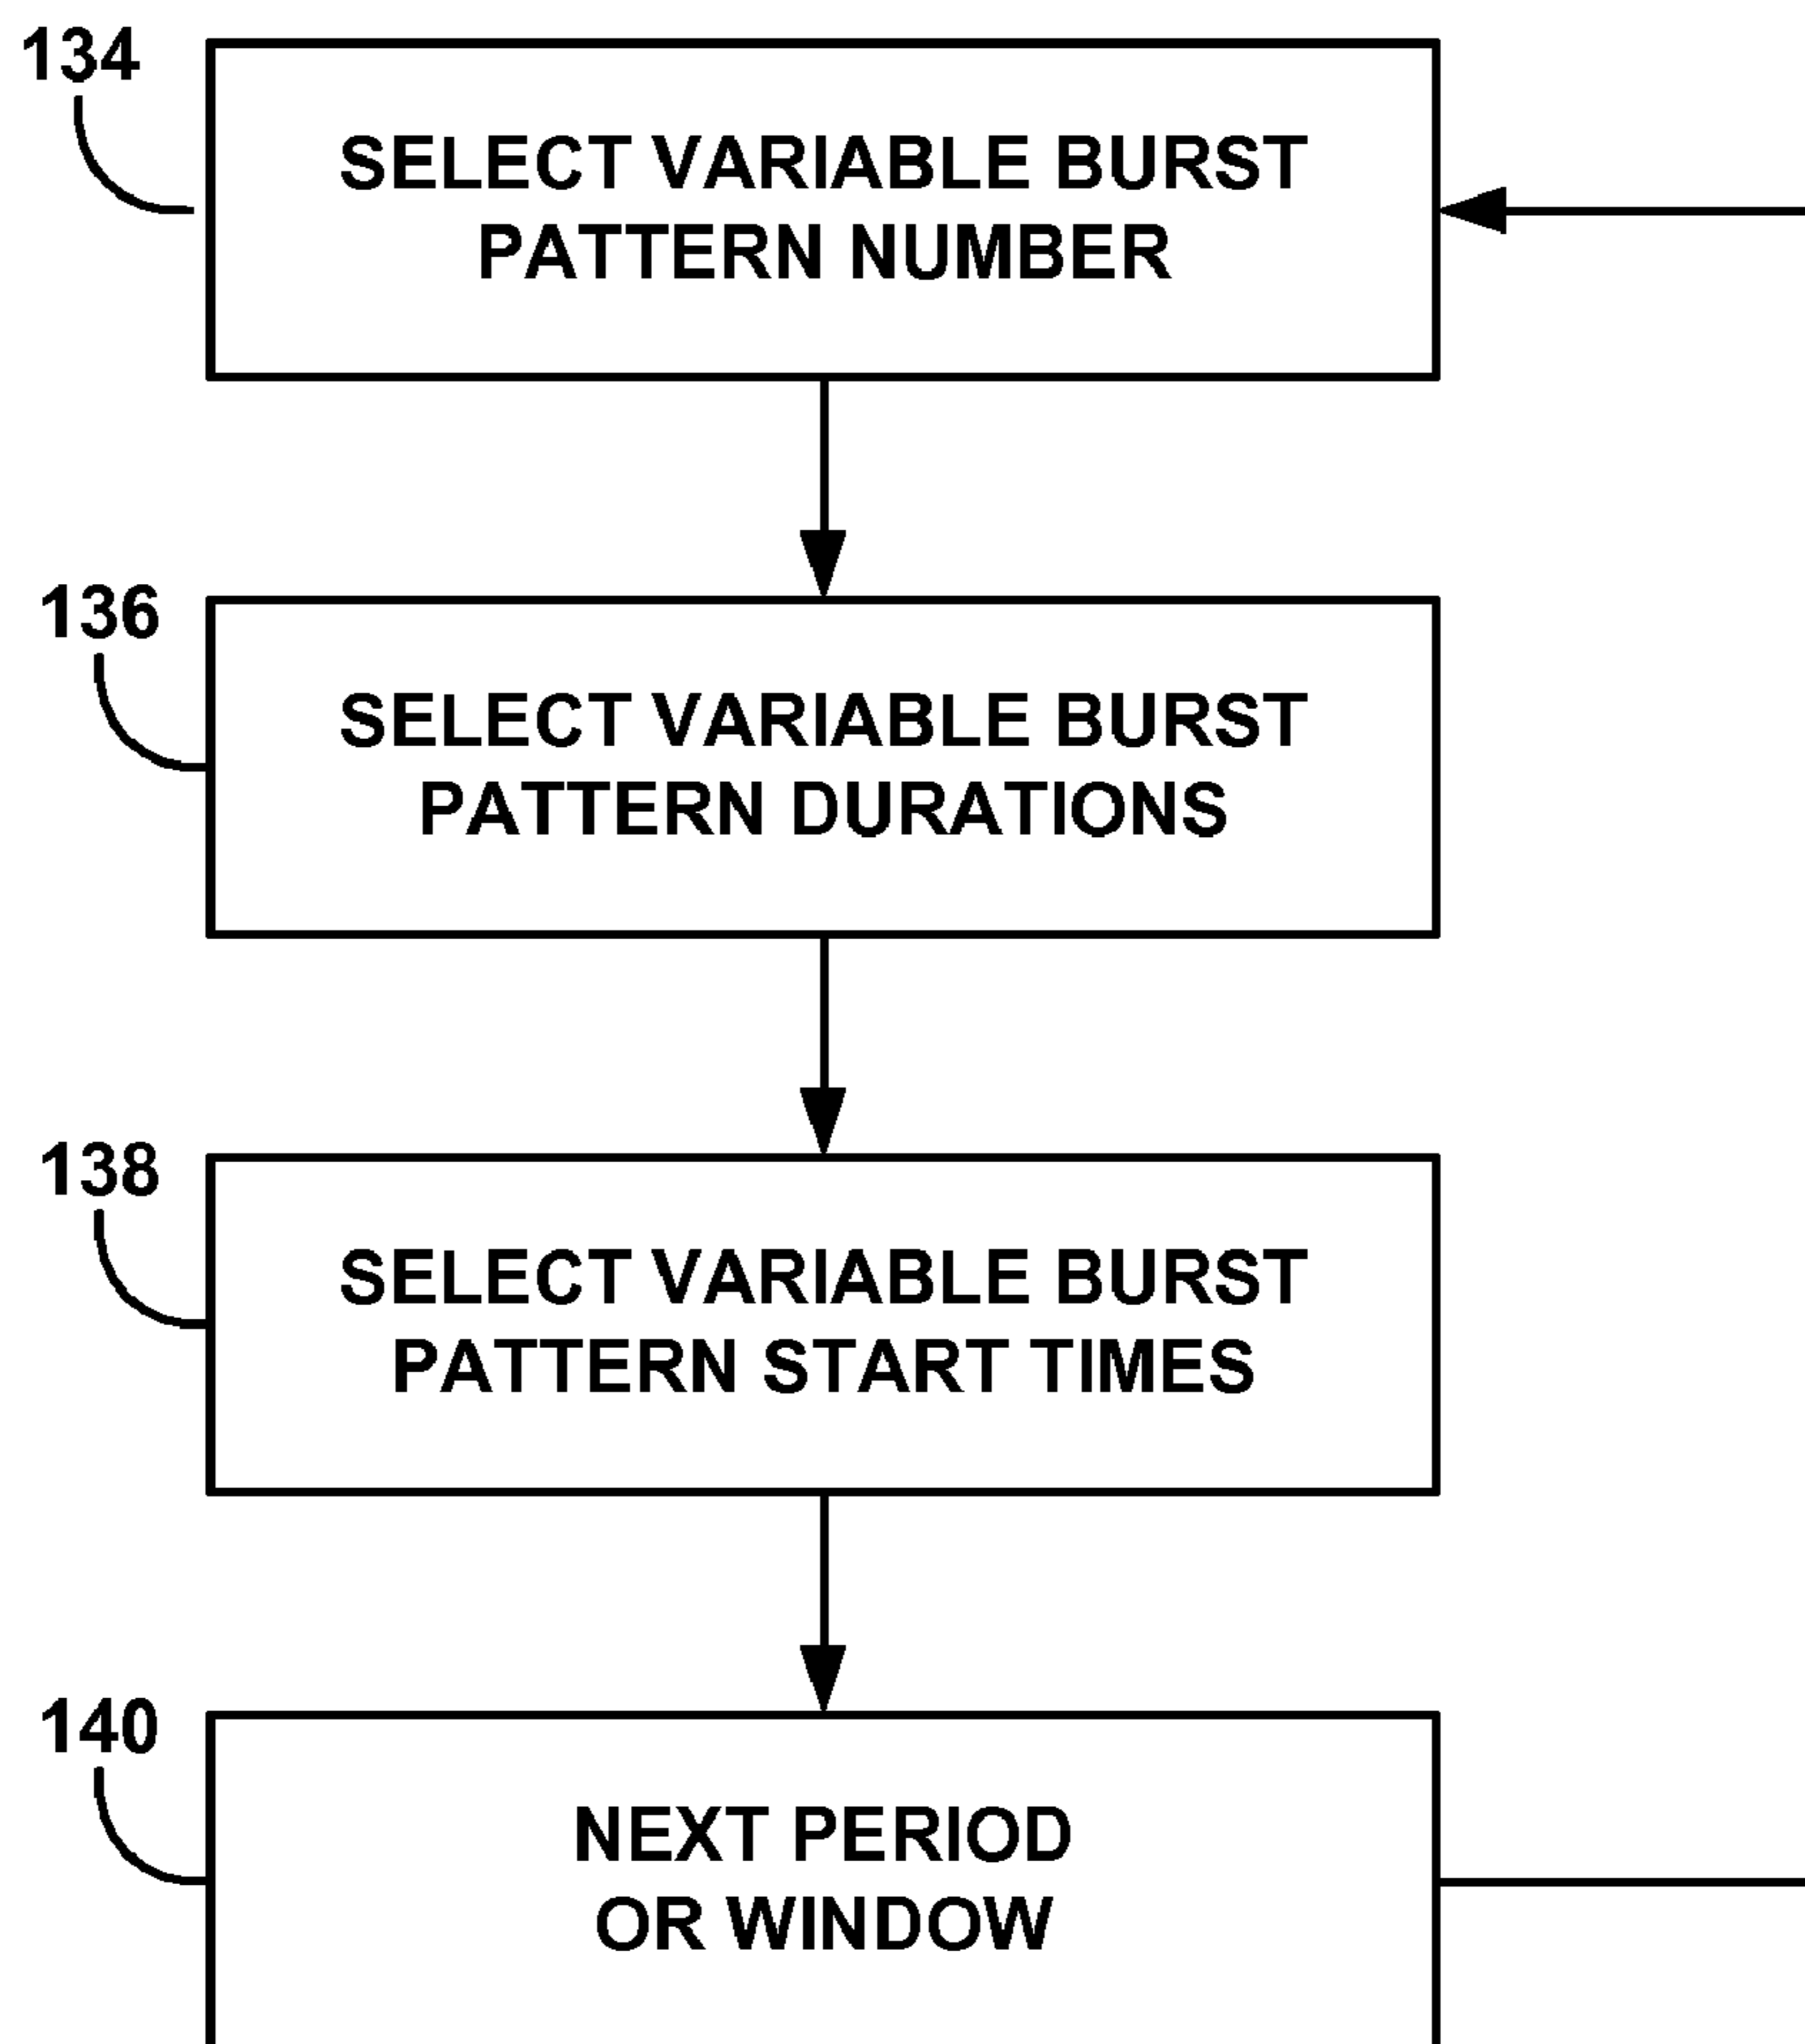 134
SELECT VARIABLE BURST
PATTERN NUMBER
136
SELECT VARIABLE BURST
PATTERN DURATIONS
138
SELECT VARIABLE BURST
PATTERN START TIMES
140
NEXT PERIOD
OR WINDOW